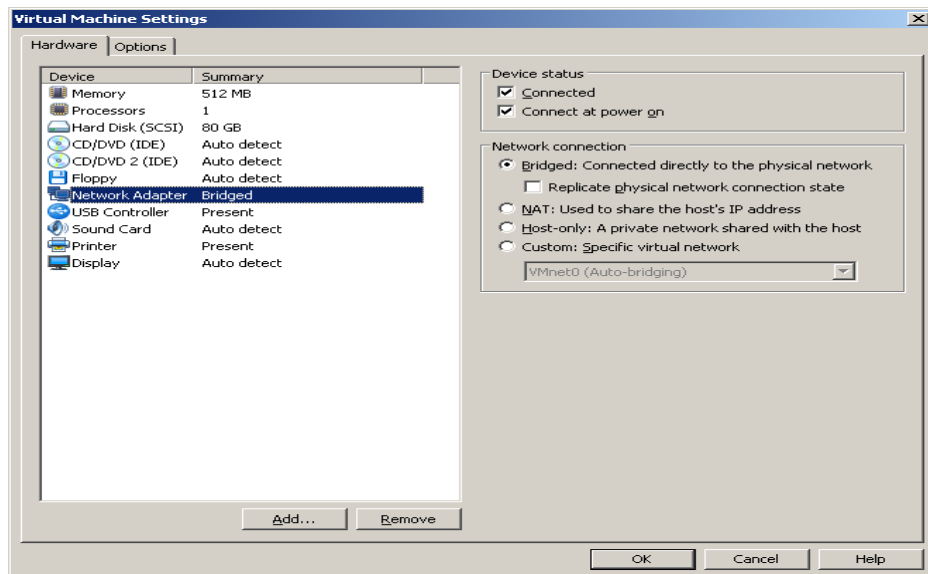 Virtual Machine Settings
Hardware Options
Device Summary
Memory 512 MB
Processors 1
Hard Disk (SCSI) 80 GB
CD/DVD (IDE) Auto detect
CD/DVD 2 (IDE) Auto detect
Floppy Auto detect
Network Adapter Bridged
USB Controller Present
Sound Card Auto detect
Printer Present
Display Auto detect
Add... Remove
Device status
Connected
Connect at power on
Network connection
Bridged: Connected directly to the physical network
Replicate physical network connection state
NAT: Used to share the host's IP address
Host-only: A private network shared with the host
Custom: Specific virtual network
VMnet0 (Auto-bridging)
OK Cancel Help